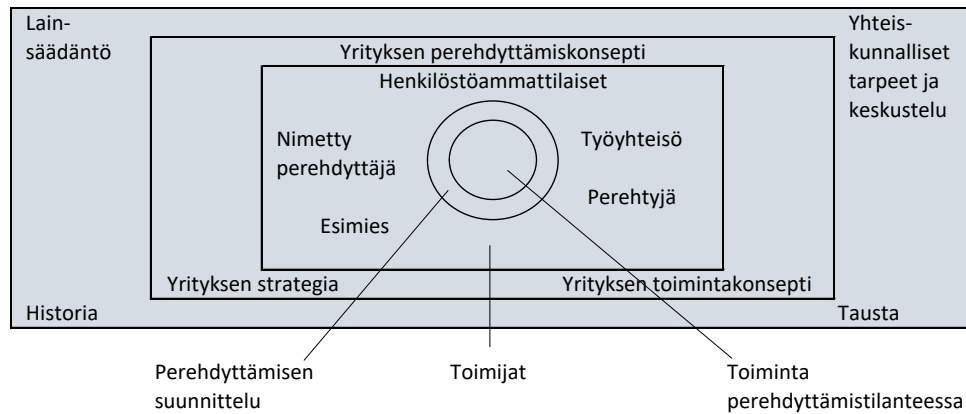 Lain-
säädäntö
Yhteis-
kunnalliset
tarpeet ja
keskustelu
Yrityksen perehdyttämiskonsepti
Henkilöstöammattilaiset
Nimetty
perehdyttäjä
Työyhteisö
Perehtyjä
Esimies
Yrityksen strategia
Yrityksen toimintakonsepti
Historia
Tausta
Perehdyttämisen
suunnittelu
Toimijat
Toiminta
perehdyttämistilanteessa